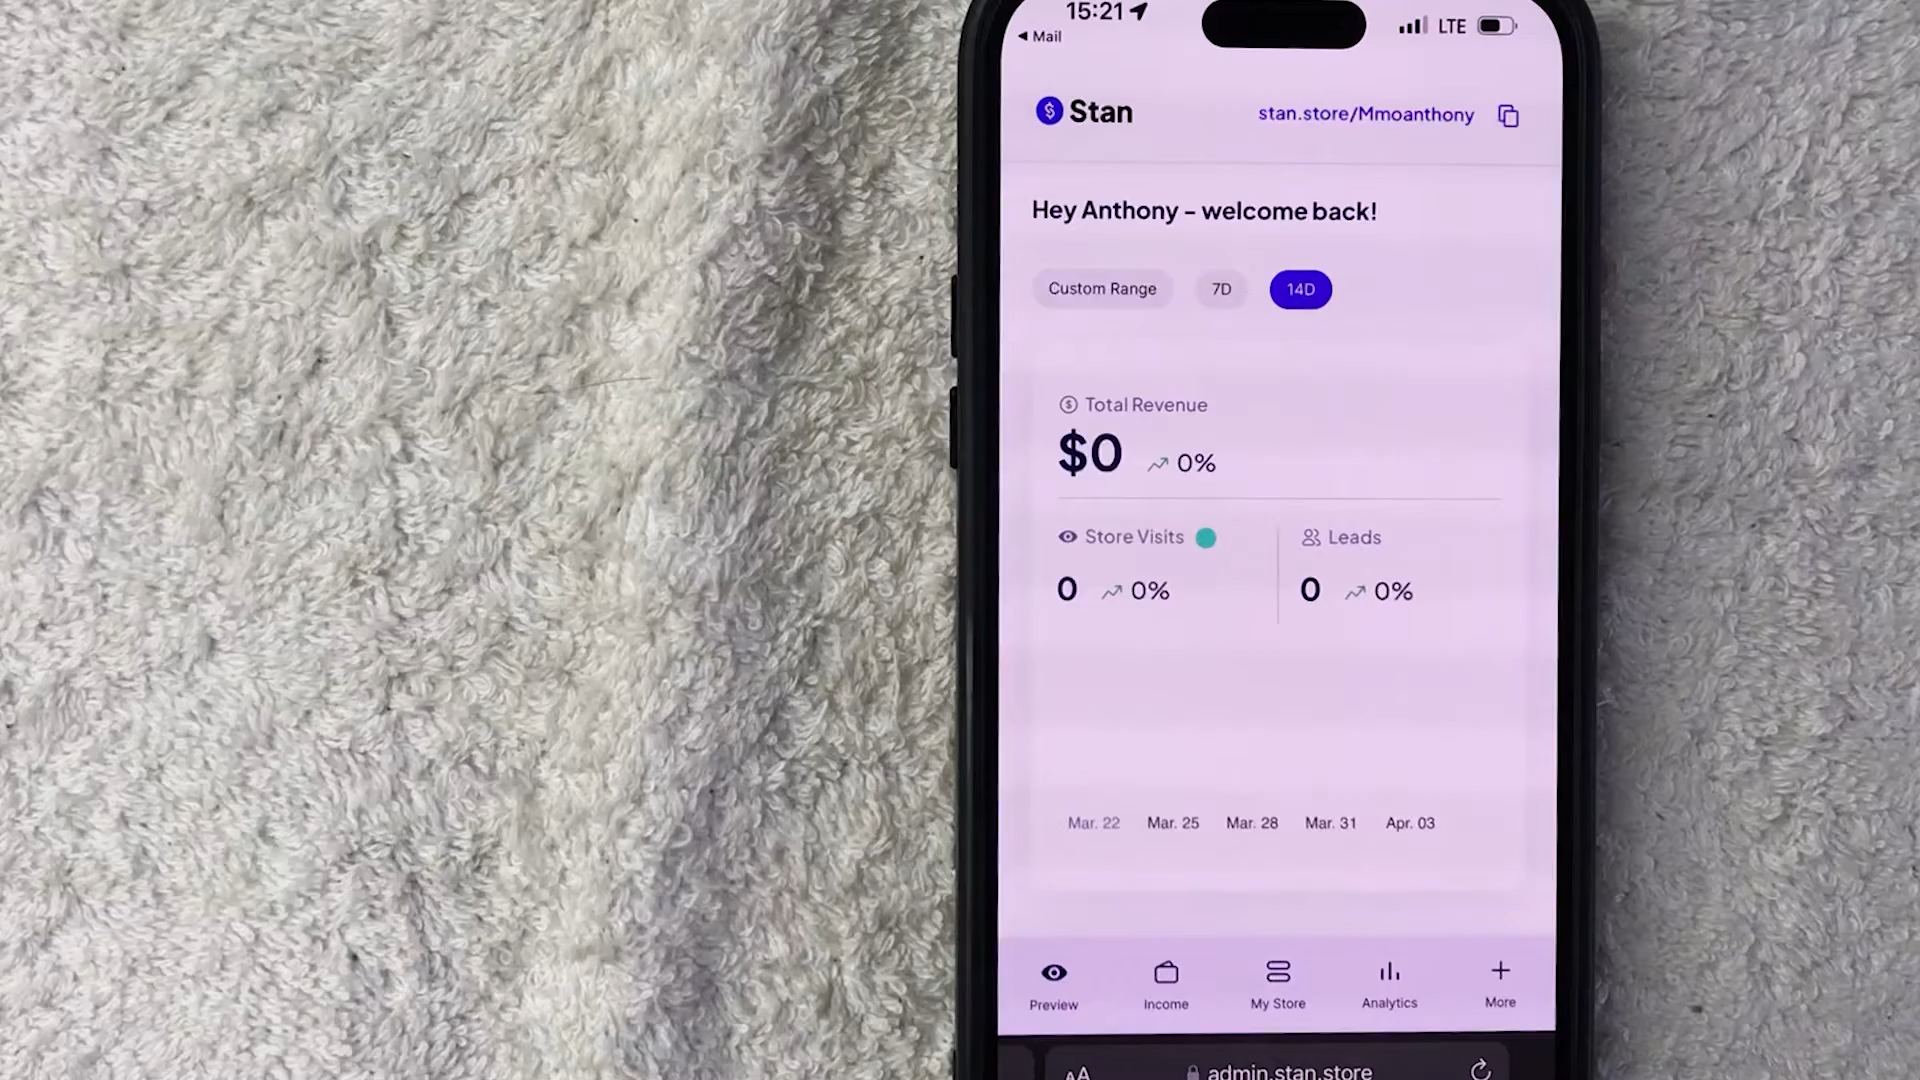 15:21
LTE
◀ Mail
Stan
stan.store/Mmoanthony
Hey Anthony – welcome back!
Custom Range
7D
14D
Total Revenue
$0
0%
Store Visits
Leads
0
0%
0
0%
Mar. 22
Mar. 25
Mar. 28
Mar. 31
Apr. 03
Preview
Income
My Store
Analytics
More
AA
admin.stan.store